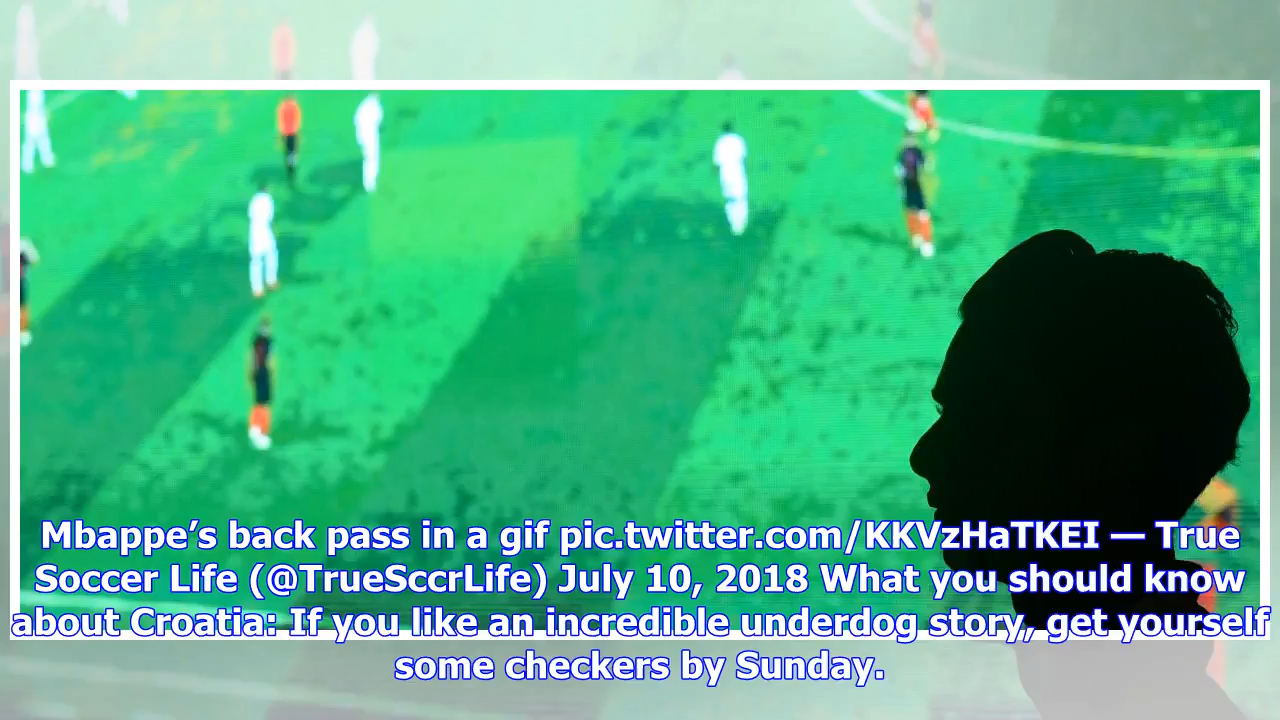 Mbappe’s back pass in a gif pic.twitter.com/KKVzHaTKEI — True
Soccer Life (@TrueSccrLife) July 10, 2018 What you should know
about Croatia: If you like an incredible underdog story, get yourself
some checkers by Sunday.